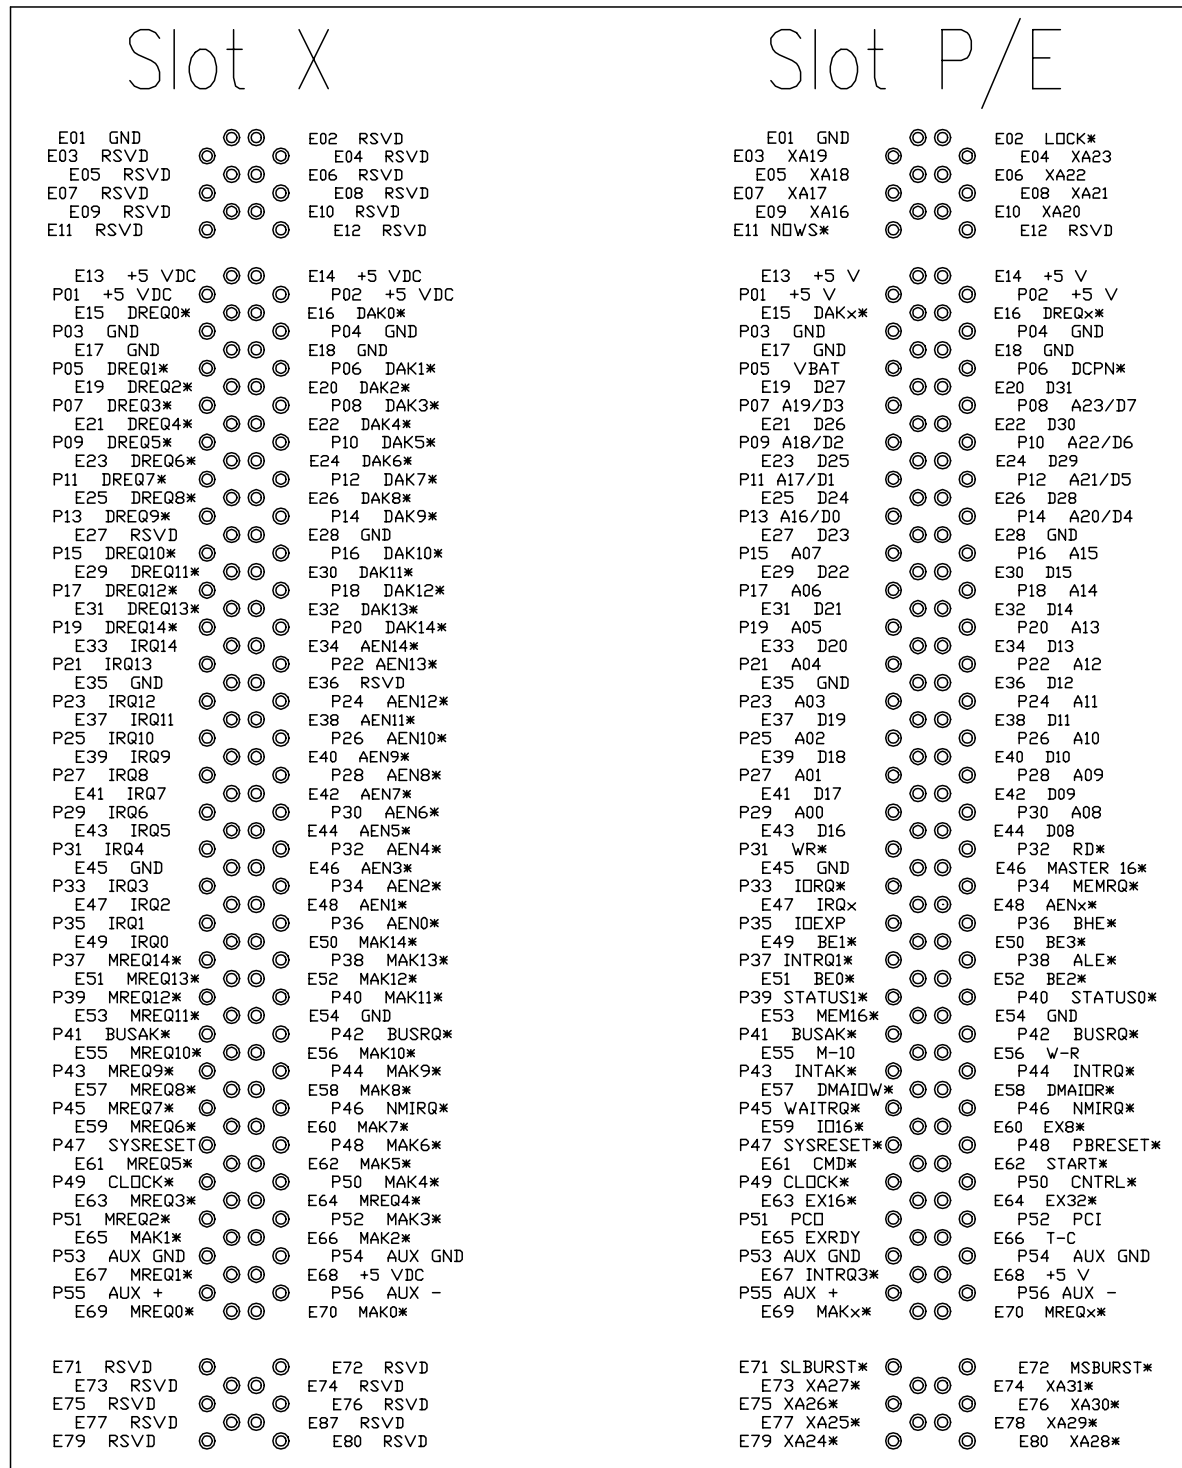 Slot X Slot P/E
E01 GND E02 RSVD E01 GND E02 LOCK*
E03 RSVD E04 RSVD E03 XA19 E04 XA23
E05 RSVD E06 RSVD E05 XA18 E06 XA22
E07 RSVD E08 RSVD E07 XA17 E08 XA21
E09 RSVD E10 RSVD E09 XA16 E10 XA20
E11 RSVD E12 RSVD E11 NOWS* E12 RSVD
E13 +5 VDC E14 +5 VDC E13 +5 V E14 +5 V
P01 +5 VDC P02 +5 VDC P01 +5 V P02 +5 V
E15 DREQ0* E16 DAK0* E15 DAKx* E16 DREQx*
P03 GND P04 GND P03 GND P04 GND
E17 GND E18 GND E17 GND E18 GND
P05 DREQ1* P06 DAK1* P05 VBAT P06 DCPN*
E19 DREQ2* E20 DAK2* E19 D27 E20 D31
P07 DREQ3* P08 DAK3* P07 A19/D3 P08 A23/D7
E21 DREQ4* E22 DAK4* E21 D26 E22 D30
P09 DREQ5* P10 DAK5* P09 A18/D2 P10 A22/D6
E23 DREQ6* E24 DAK6* E23 D25 E24 D29
P11 DREQ7* P12 DAK7* P11 A17/D1 P12 A21/D5
E25 DREQ8* E26 DAK8* E25 D24 E26 D28
P13 DREQ9* P14 DAK9* P13 A16/D0 P14 A20/D4
E27 RSVD E28 GND E27 D23 E28 GND
P15 DREQ10* P16 DAK10* P15 A07 P16 A15
E29 DREQ11* E30 DAK11* E29 D22 E30 D15
P17 DREQ12* P18 DAK12* P17 A06 P18 A14
E31 DREQ13* E32 DAK13* E31 D21 E32 D14
P19 DREQ14* P20 DAK14* P19 A05 P20 A13
E33 IRQ14 E34 AEN14* E33 D20 E34 D13
P21 IRQ13 P22 AEN13* P21 A04 P22 A12
E35 GND E36 RSVD E35 GND E36 D12
P23 IRQ12 P24 AEN12* P23 A03 P24 A11
E37 IRQ11 E38 AEN11* E37 D19 E38 D11
P25 IRQ10 P26 AEN10* P25 A02 P26 A10
E39 IRQ9 E40 AEN9* E39 D18 E40 D10
P27 IRQ8 P28 AEN8* P27 A01 P28 A09
E41 IRQ7 E42 AEN7* E41 D17 E42 D09
P29 IRQ6 P30 AEN6* P29 A00 P30 A08
E43 IRQ5 E44 AEN5* E43 D16 E44 D08
P31 IRQ4 P32 AEN4* P31 WR* P32 RD*
E45 GND E46 AEN3* E45 GND E46 MASTER 16*
P33 IRQ3 P34 AEN2* P33 IORQ* P34 MEMRQ*
E47 IRQ2 E48 AEN1* E47 IRQx E48 AENx*
P35 IRQ1 P36 AEN0* P35 IOEXP P36 BHE*
E49 IRQ0 E50 MAK14* E49 BE1* E50 BE3*
P37 MREQ14* P38 MAK13* P37 INTRQ1* P38 ALE*
E51 MREQ13* E52 MAK12* E51 BE0* E52 BE2*
P39 MREQ12* P40 MAK11* P39 STATUS1* P40 STATUS0*
E53 MREQ11* E54 GND E53 MEM16* E54 GND
P41 BUSAK* P42 BUSRQ* P41 BUSAK* P42 BUSRQ*
E55 MREQ10* E56 MAK10* E55 M-10 E56 W-R
P43 MREQ9* P44 MAK9* P43 INTAK* P44 INTRQ*
E57 MREQ8* E58 MAK8* E57 DMAIOW* E58 DMAIOR*
P45 MREQ7* P46 NMIRQ* P45 WAITRQ* P46 NMIRQ*
E59 MREQ6* E60 MAK7* E59 IO16* E60 EX8*
P47 SYSRESET P48 MAK6* P47 SYSRESET* P48 PBRESET*
E61 MREQ5* E62 MAK5* E61 CMD* E62 START*
P49 CLOCK* P50 MAK4* P49 CLOCK* P50 CNTRL*
E63 MREQ3* E64 MREQ4* E63 EX16* E64 EX32*
P51 MREQ2* P52 MAK3* P51 PCO P52 PCI
E65 MAK1* E66 MAK2* E65 EXRDY E66 T-C
P53 AUX GND P54 AUX GND P53 AUX GND P54 AUX GND
E67 MREQ1* E68 +5 VDC E67 INTRQ3* E68 +5 V
P55 AUX + P56 AUX - P55 AUX + P56 AUX -
E69 MREQ0* E70 MAK0* E69 MAKx* E70 MREQx*
E71 RSVD E72 RSVD E71 SLBURST* E72 MSBURST*
E73 RSVD E74 RSVD E73 XA27* E74 XA31*
E75 RSVD E76 RSVD E75 XA26* E76 XA30*
E77 RSVD E87 RSVD E77 XA25* E78 XA29*
E79 RSVD E80 RSVD E79 XA24* E80 XA28*